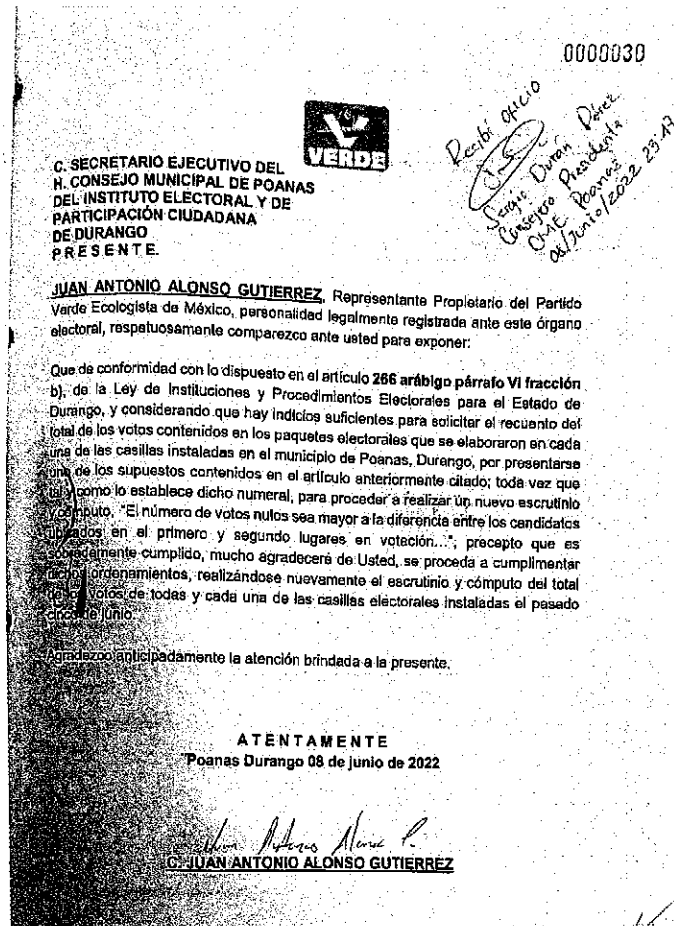 0000030
Recibí oficio
Sergio Durán Pérez
Consejero Presidente
CME Poanas
08/Junio/2022 23:47
VERDE
C. SECRETARIO EJECUTIVO DEL
H. CONSEJO MUNICIPAL DE POANAS
DEL INSTITUTO ELECTORAL Y DE
PARTICIPACIÓN CIUDADANA
DE DURANGO
PRESENTE.
JUAN ANTONIO ALONSO GUTIERREZ, Representante Propietario del Partido
Verde Ecologista de México, personalidad legalmente registrada ante este órgano
electoral, respetuosamente comparezco ante usted para exponer:
Que de conformidad con lo dispuesto en el artículo 266 arábigo párrafo VI fracción
b), de la Ley de Instituciones y Procedimientos Electorales para el Estado de
Durango, y considerando que hay indicios suficientes para solicitar el recuento del
total de los votos contenidos en los paquetes electorales que se elaboraron en cada
una de las casillas instaladas en el municipio de Poanas, Durango, por presentarse
uno de los supuestos contenidos en el artículo anteriormente citado; toda vez que
tal y como lo establece dicho numeral, para proceder a realizar un nuevo escrutinio
y cómputo, "El número de votos nulos sea mayor a la diferencia entre los candidatos
ubicados en el primero y segundo lugares en votación..."; precepto que es
sobradamente cumplido, mucho agradeceré de Usted, se proceda a cumplimentar
dichos ordenamientos, realizándose nuevamente el escrutinio y cómputo del total
de los votos de todas y cada una de las casillas electorales instaladas el pasado
cinco de junio.
Agradezco anticipadamente la atención brindada a la presente.
ATENTAMENTE
Poanas Durango 08 de junio de 2022
C. JUAN ANTONIO ALONSO GUTIERREZ